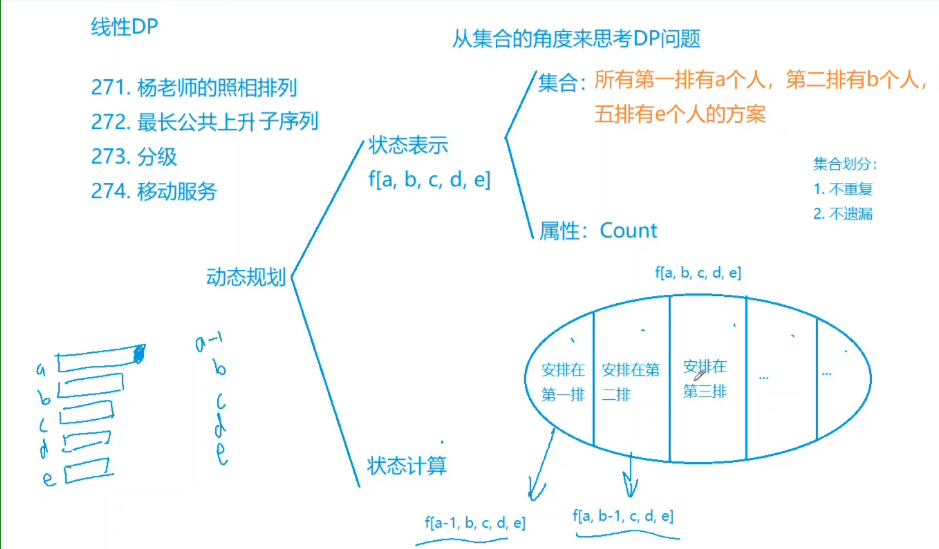 线性DP
271. 杨老师的照相排列
272. 最长公共上升子序列
273. 分级
274. 移动服务
从集合的角度来思考DP问题
动态规划
状态表示
f[a, b, c, d, e]
集合：所有第一排有a个人，第二排有b个人，
五排有e个人的方案
属性：Count
集合划分：
1. 不重复
2. 不遗漏
状态计算
f[a, b, c, d, e]
安排在
第一排
安排在第
二排
安排在
第三排
...
...
f[a-1, b, c, d, e]
f[a, b-1, c, d, e]
a
b
c
d
e
a-1
b
c
d
e